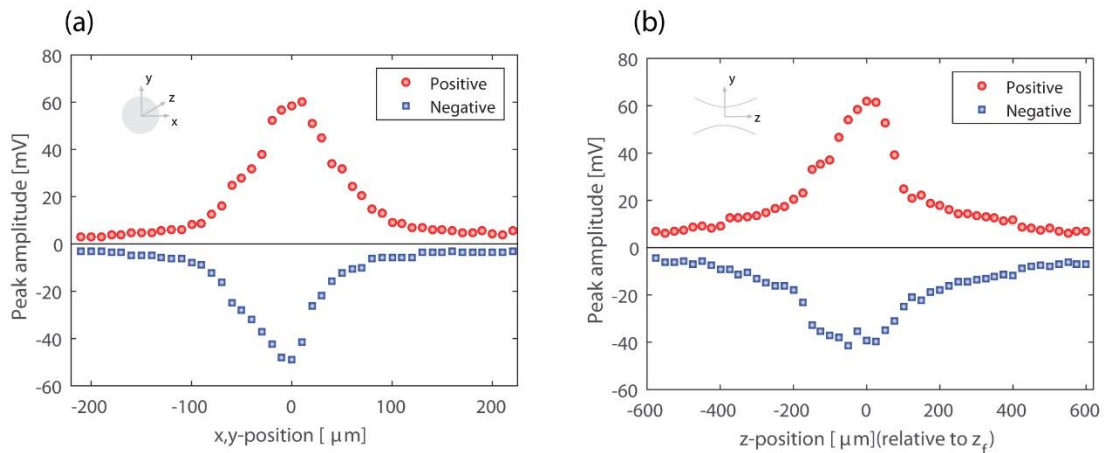 (a)
80
60
40
20
0
-20
-40
-60
Peak amplitude [mV]
y
z
x
Positive
Negative
-200
-100
0
100
200
x,y-position [ μm]
(b)
80
60
40
20
0
-20
-40
-60
Peak amplitude [mV]
y
z
Positive
Negative
-600
-400
-200
0
200
400
600
z-position [ μm](relative to zf)